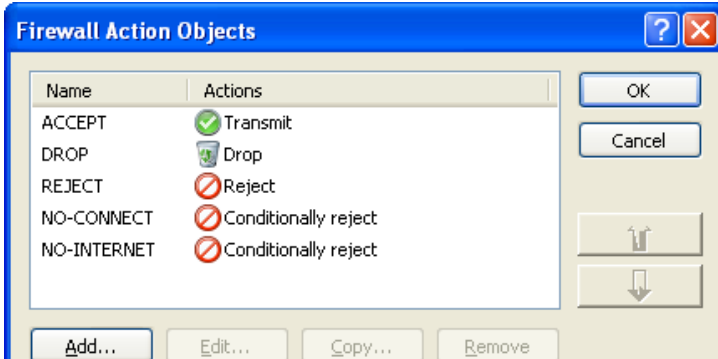 Firewall Action Objects
Name Actions
ACCEPT Transmit
DROP Drop
REJECT Reject
NO-CONNECT Conditionally reject
NO-INTERNET Conditionally reject
OK
Cancel
Add... Edit... Copy... Remove